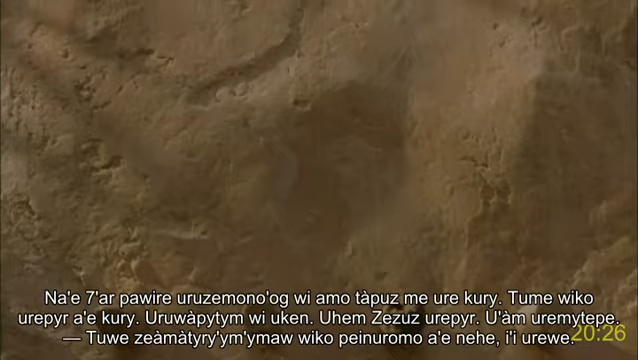 Na'e 7'ar pawire uruzemono'og wi amo tàpuz me ure kury. Tume wiko
urepyr a'e kury. Uruwàpytym wi uken. Uhem Zezuz urepyr. U'àm uremytepe.
— Tuwe zeàmàtyry'ym'ymaw wiko peinuromo a'e nehe, i'i urewe.
20:26